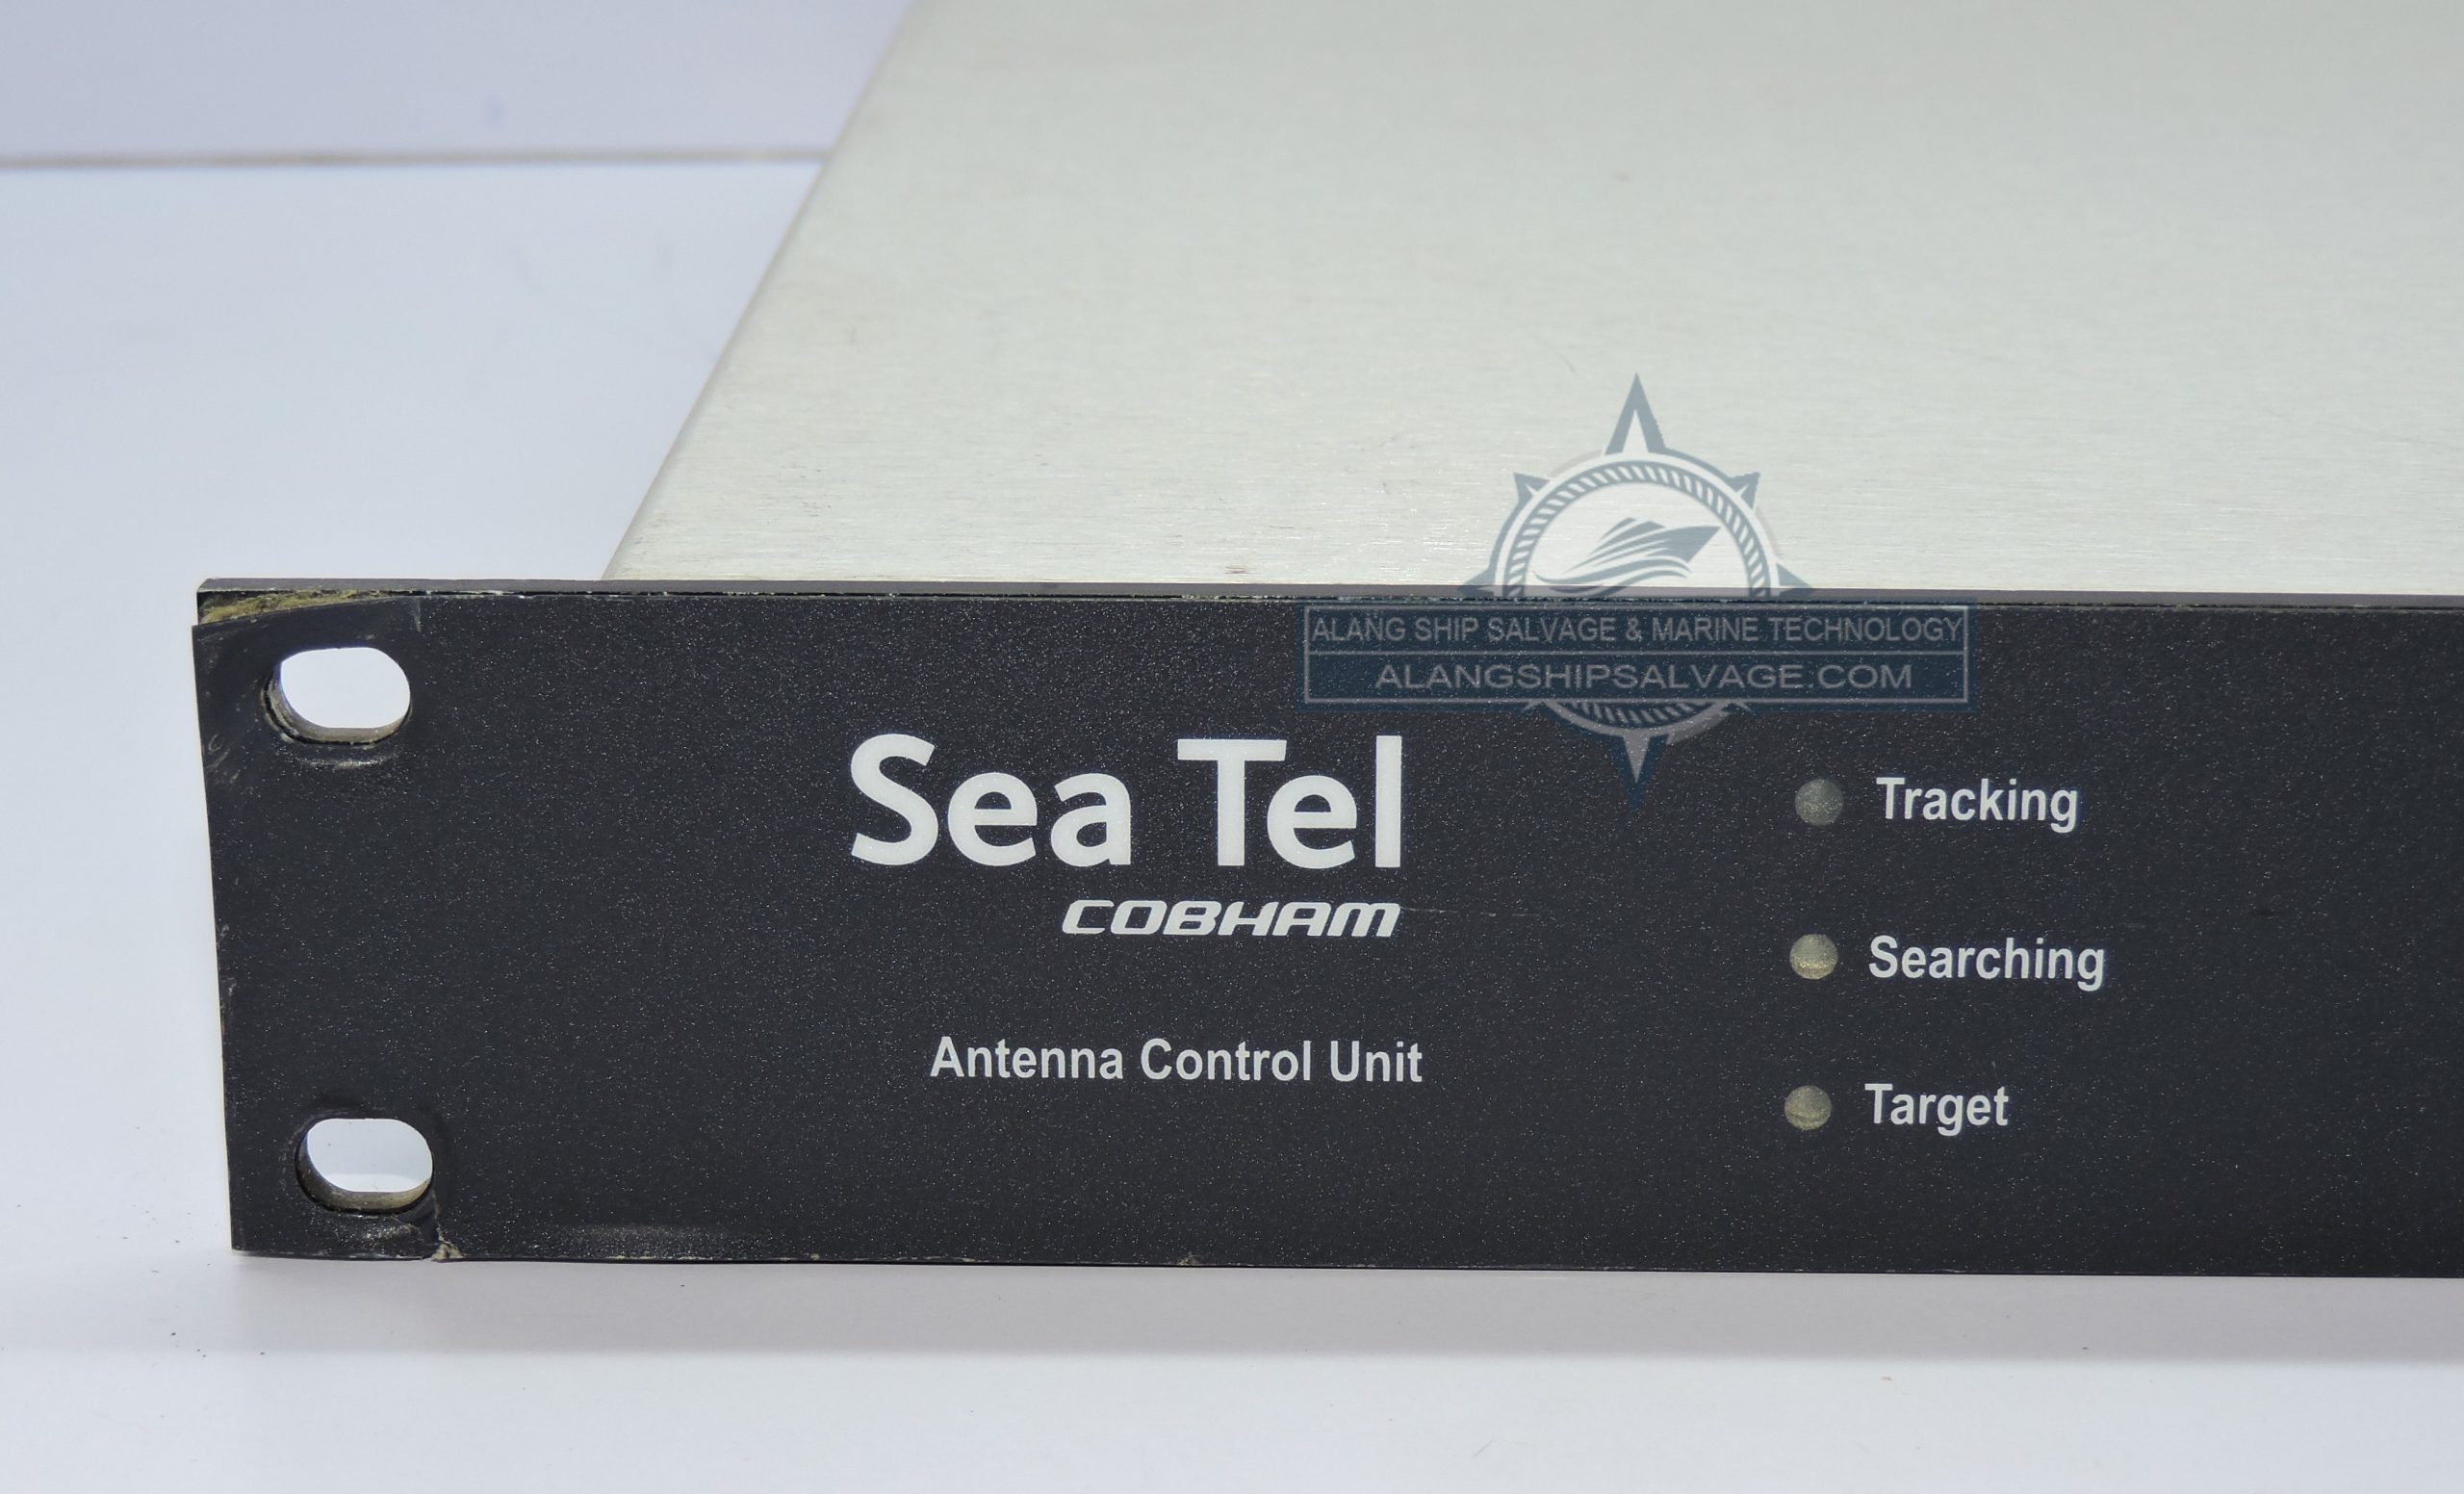 ALANG SHIP SALVAGE & MARINE TECHNOLOGY
ALANGSHIPSALVAGE.COM
Sea Tel
COBHAM
Antenna Control Unit
Tracking
Searching
Target